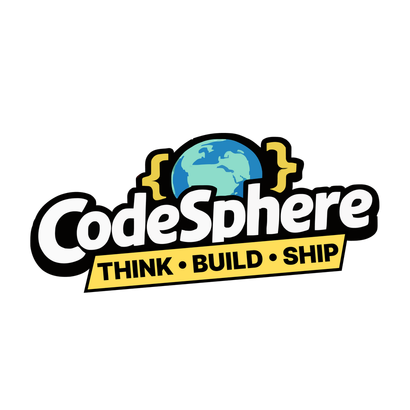 { }
CodeSphere
THINK • BUILD • SHIP